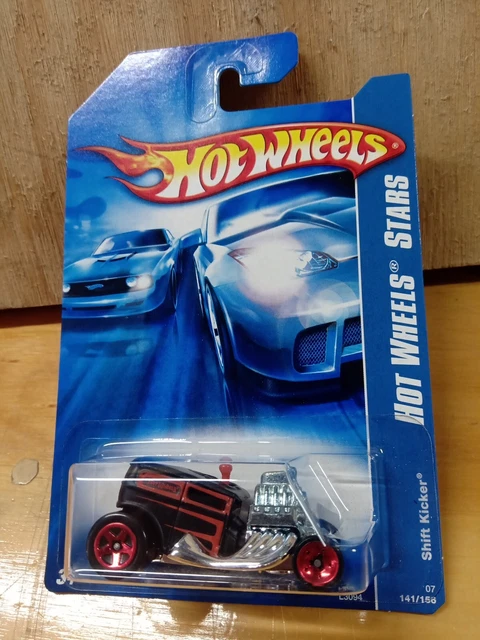 HOT WHEELS®
HOT WHEELS® STARS
Shift Kicker®
07
141/156
L3094